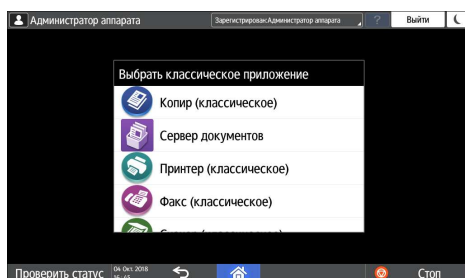 Администратор аппарата Зарегистрирован:Администратор аппарата ? Выйти
Выбрать классическое приложение
Копир (классическое)
Сервер документов
Принтер (классическое)
Факс (классическое)
Проверить статус 04 Окт. 2018 Стоп